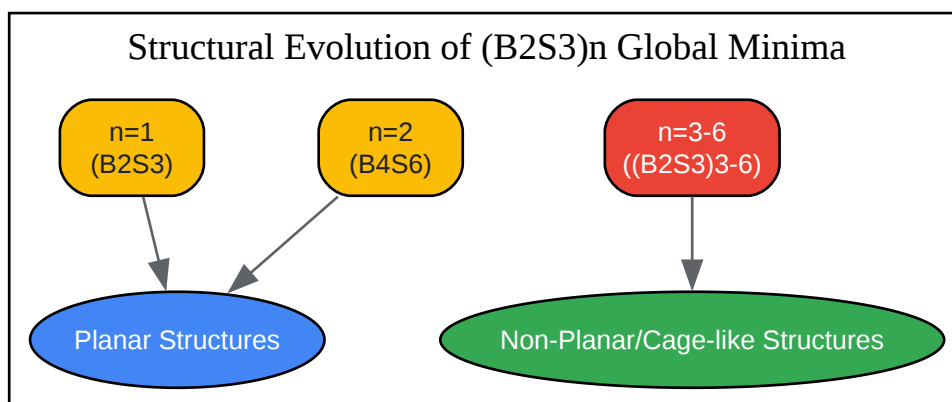 Structural Evolution of (B2S3)n Global Minima
n=1
(B2S3)
n=2
(B4S6)
n=3-6
((B2S3)3-6)
Planar Structures
Non-Planar/Cage-like Structures